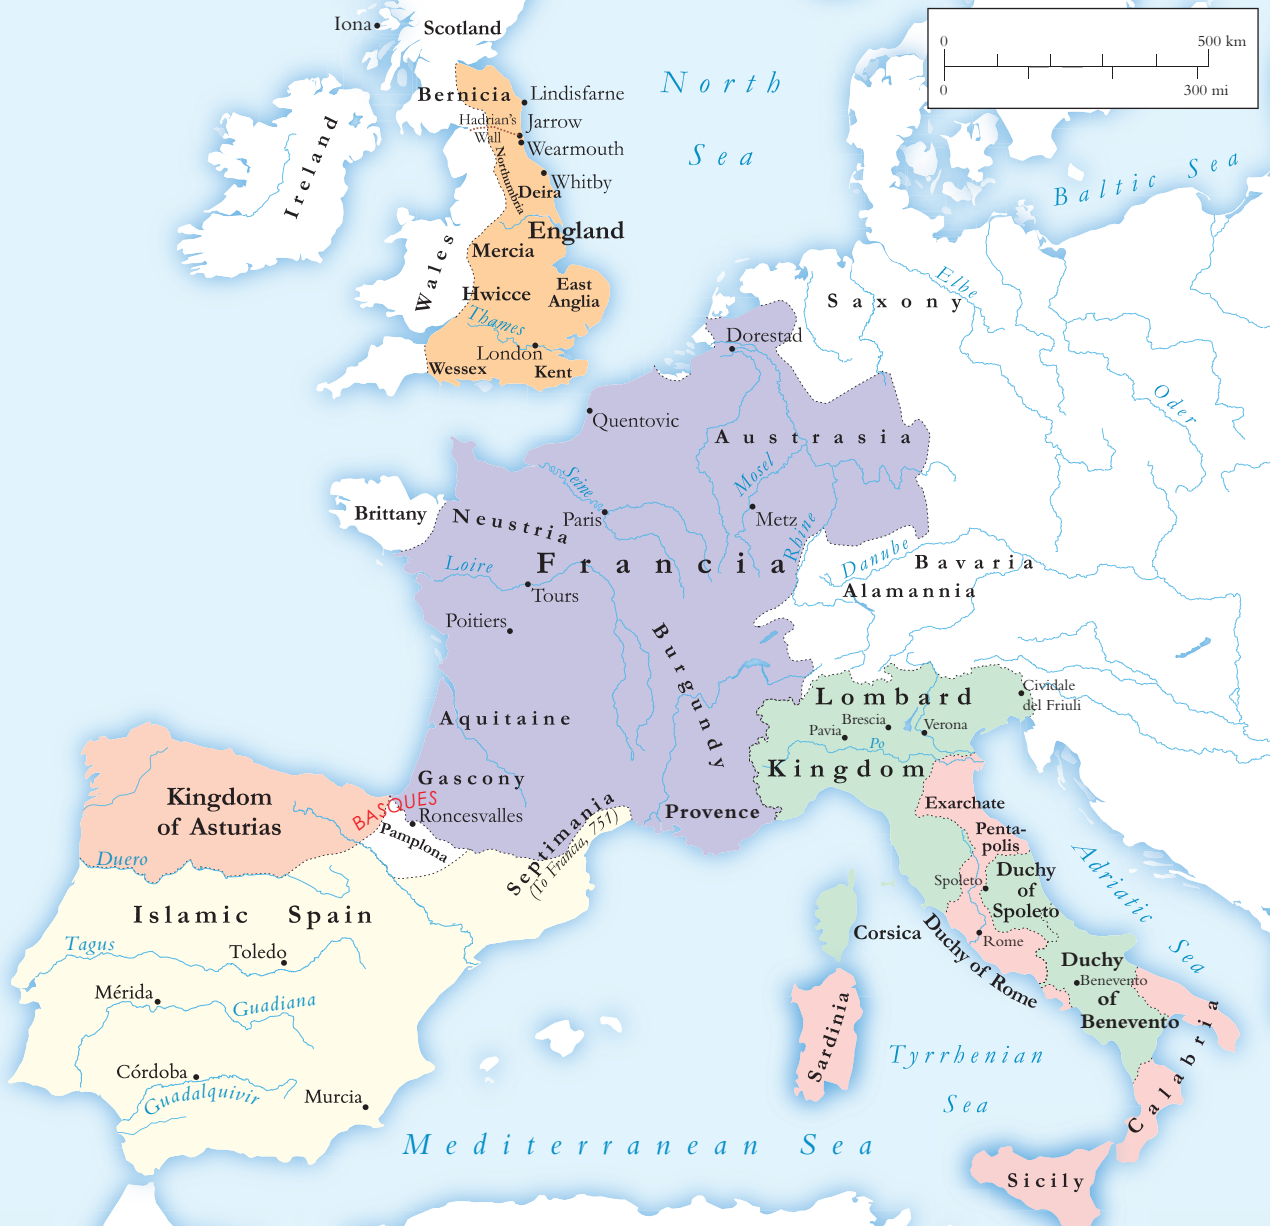 Iona
Scotland
0
500 km
0
300 mi
North
Sea
Bernicia
Lindisfarne
Hadrian's
Wall
Jarrow
Wearmouth
Northumbria
Whitby
Deira
Ireland
Baltic Sea
England
Mercia
Wales
Hwicce
East
Anglia
Thames
London
Wessex
Kent
Elbe
Saxony
Dorestad
Oder
Quentovic
Austrasia
Mosel
Seine
Brittany
Neustria
Paris
Metz
Rhine
Francia
Danube
Bavaria
Alamannia
Loire
Tours
Poitiers
Burgundy
Aquitaine
Lombard
Cividale
del Friuli
Brescia
Pavia
Verona
Po
Kingdom
Gascony
Kingdom
of Asturias
BASQUES
Roncesvalles
Pamplona
Provence
Septimania
(To Francia, 751)
Exarchate
Penta-
polis
Duero
Spoleto
Duchy
of
Spoleto
Adriatic Sea
Islamic Spain
Corsica
Rome
Duchy of Rome
Tagus
Toledo
Duchy
Benevento
of
Benevento
Mérida
Guadiana
Sardinia
Calabria
Tyrrhenian
Sea
Córdoba
Guadalquivir
Murcia
Mediterranean Sea
Sicily